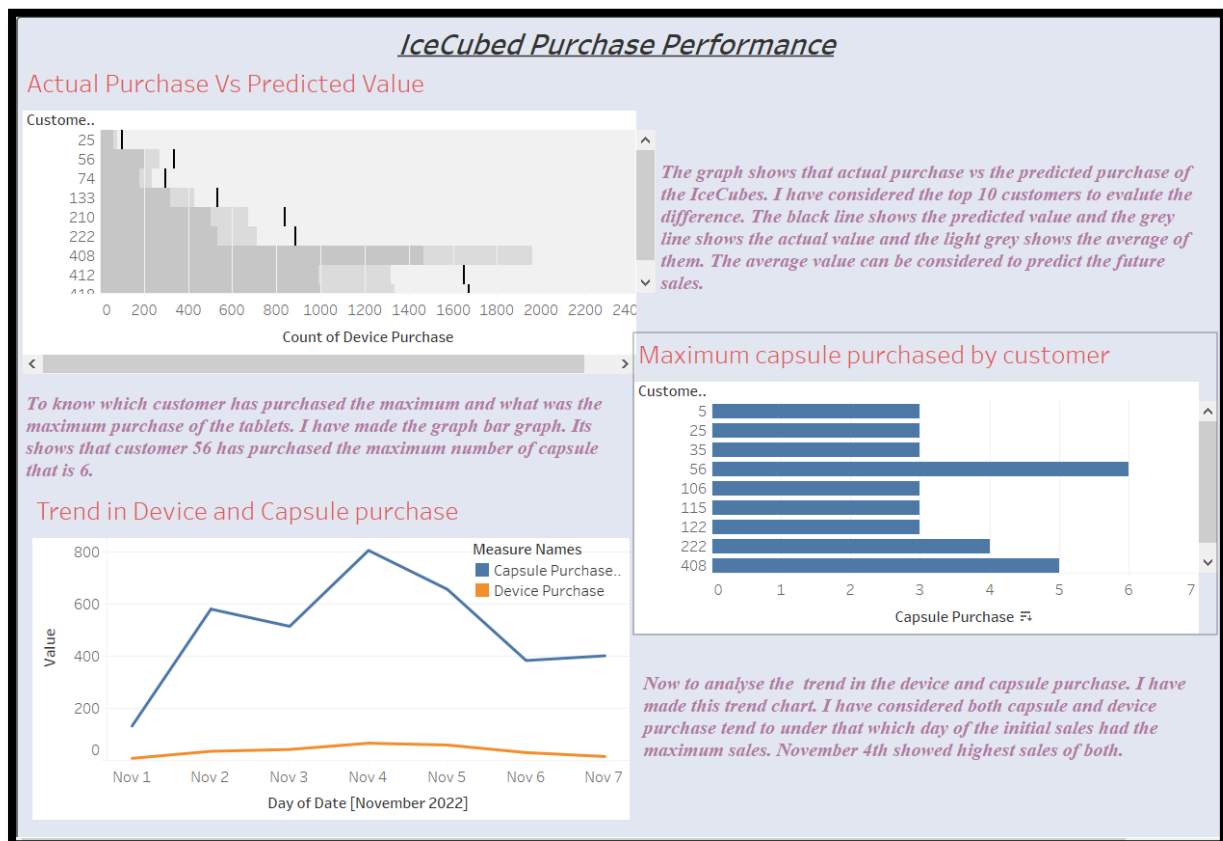 IceCubed Purchase Performance
Actual Purchase Vs Predicted Value
Custome..
25
56
74
133
210
222
408
412
418
0 200 400 600 800 1000 1200 1400 1600 1800 2000 2200 240
Count of Device Purchase
The graph shows that actual purchase vs the predicted purchase of
the IceCubes. I have considered the top 10 customers to evalute the
difference. The black line shows the predicted value and the grey
line shows the actual value and the light grey shows the average of
them. The average value can be considered to predict the future
sales.
To know which customer has purchased the maximum and what was the
maximum purchase of the tablets. I have made the graph bar graph. Its
shows that customer 56 has purchased the maximum number of capsule
that is 6.
Maximum capsule purchased by customer
Custome..
5
25
35
56
106
115
122
222
408
0 1 2 3 4 5 6 7
Capsule Purchase
Trend in Device and Capsule purchase
Measure Names
Capsule Purchase..
Device Purchase
Value
800
600
400
200
0
Nov 1 Nov 2 Nov 3 Nov 4 Nov 5 Nov 6 Nov 7
Day of Date [November 2022]
Now to analyse the trend in the device and capsule purchase. I have
made this trend chart. I have considered both capsule and device
purchase tend to under that which day of the initial sales had the
maximum sales. November 4th showed highest sales of both.